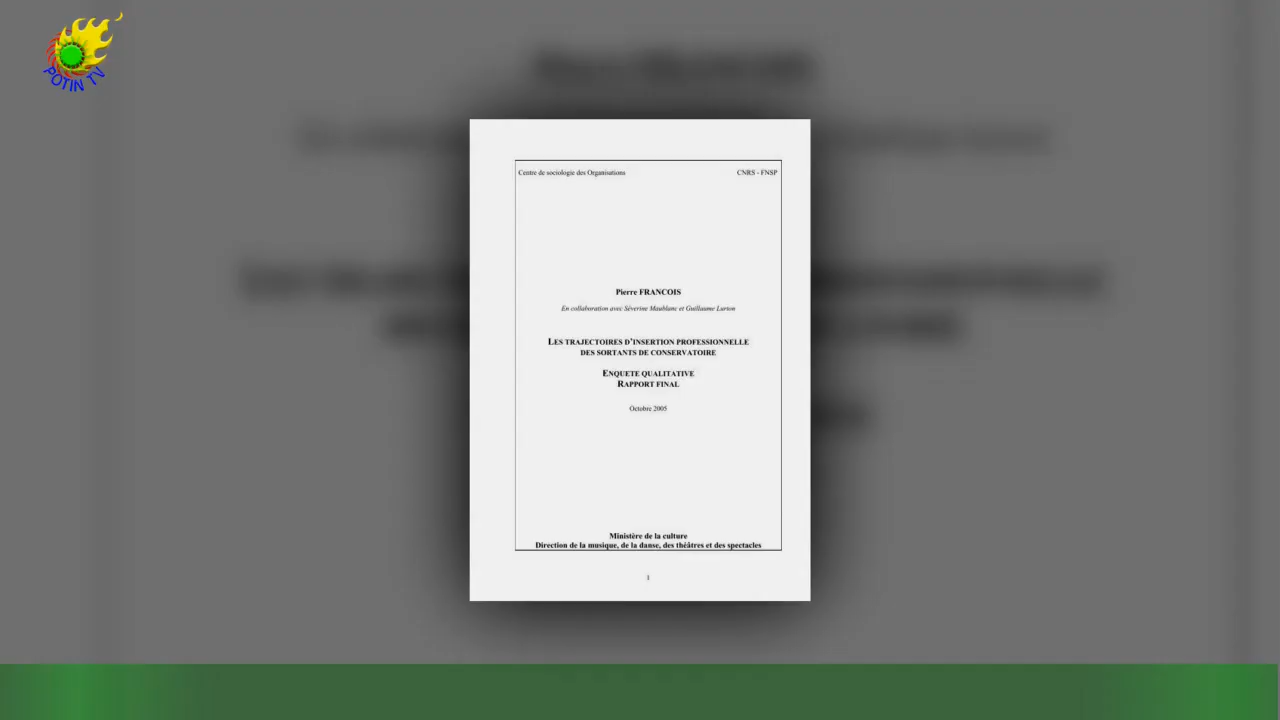 POTIN TV
Centre de sociologie des Organisations CNRS - FNSP
Pierre FRANCOIS
En collaboration avec Séverine Maublanc et Guillaume Lurton
LES TRAJECTOIRES D'INSERTION PROFESSIONNELLE
DES SORTANTS DE CONSERVATOIRE
ENQUETE QUALITATIVE
RAPPORT FINAL
Octobre 2005
Ministère de la culture
Direction de la musique, de la danse, des théâtres et des spectacles
1